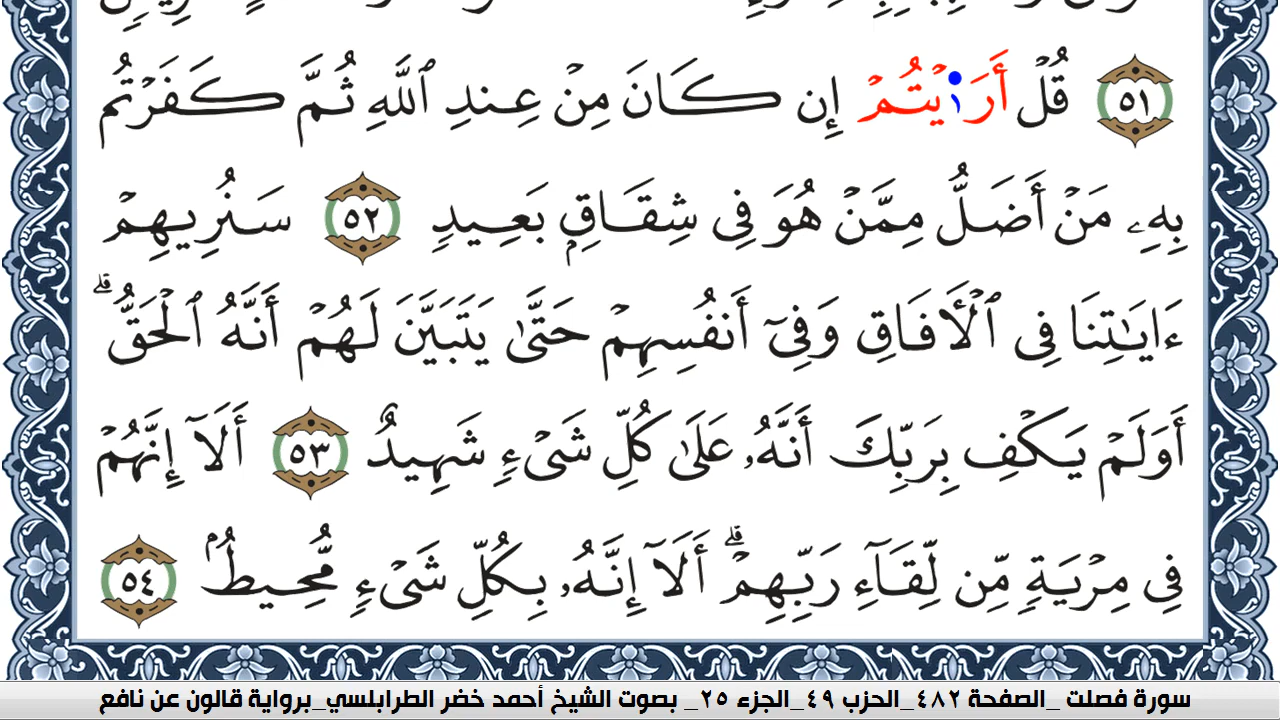 ٥١ قُلْ أَرَٰيْتُمْ إِن كَانَ مِنْ عِندِ ٱللَّهِ ثُمَّ كَفَرْتُم
بِهِۦ مَنْ أَضَلُّ مِمَّنْ هُوَ فِى شِقَاقِۭ بَعِيدٍ ٥٢ سَنُرِيهِمْ
ءَايَٰتِنَا فِى ٱلْأَفَاقِ وَفِىٓ أَنفُسِهِمْ حَتَّىٰ يَتَبَيَّنَ لَهُمْ أَنَّهُ ٱلْحَقُّ ۗ
أَوَلَمْ يَكْفِ بِرَبِّكَ أَنَّهُۥ عَلَىٰ كُلِّ شَىْءٍ شَهِيدٌ ٥٣ أَلَآ إِنَّهُمْ
فِى مِرْيَةٍ مِّن لِّقَآءِ رَبِّهِمْ ۗ أَلَآ إِنَّهُۥ بِكُلِّ شَىْءٍ مُّحِيطُۢ ٥٤
سورة فصلت _الصفحة ٤٨٢_الحزب ٤٩_الجزء ٢٥_ بصوت الشيخ أحمد خضر الطرابلسي_برواية قالون عن نافع